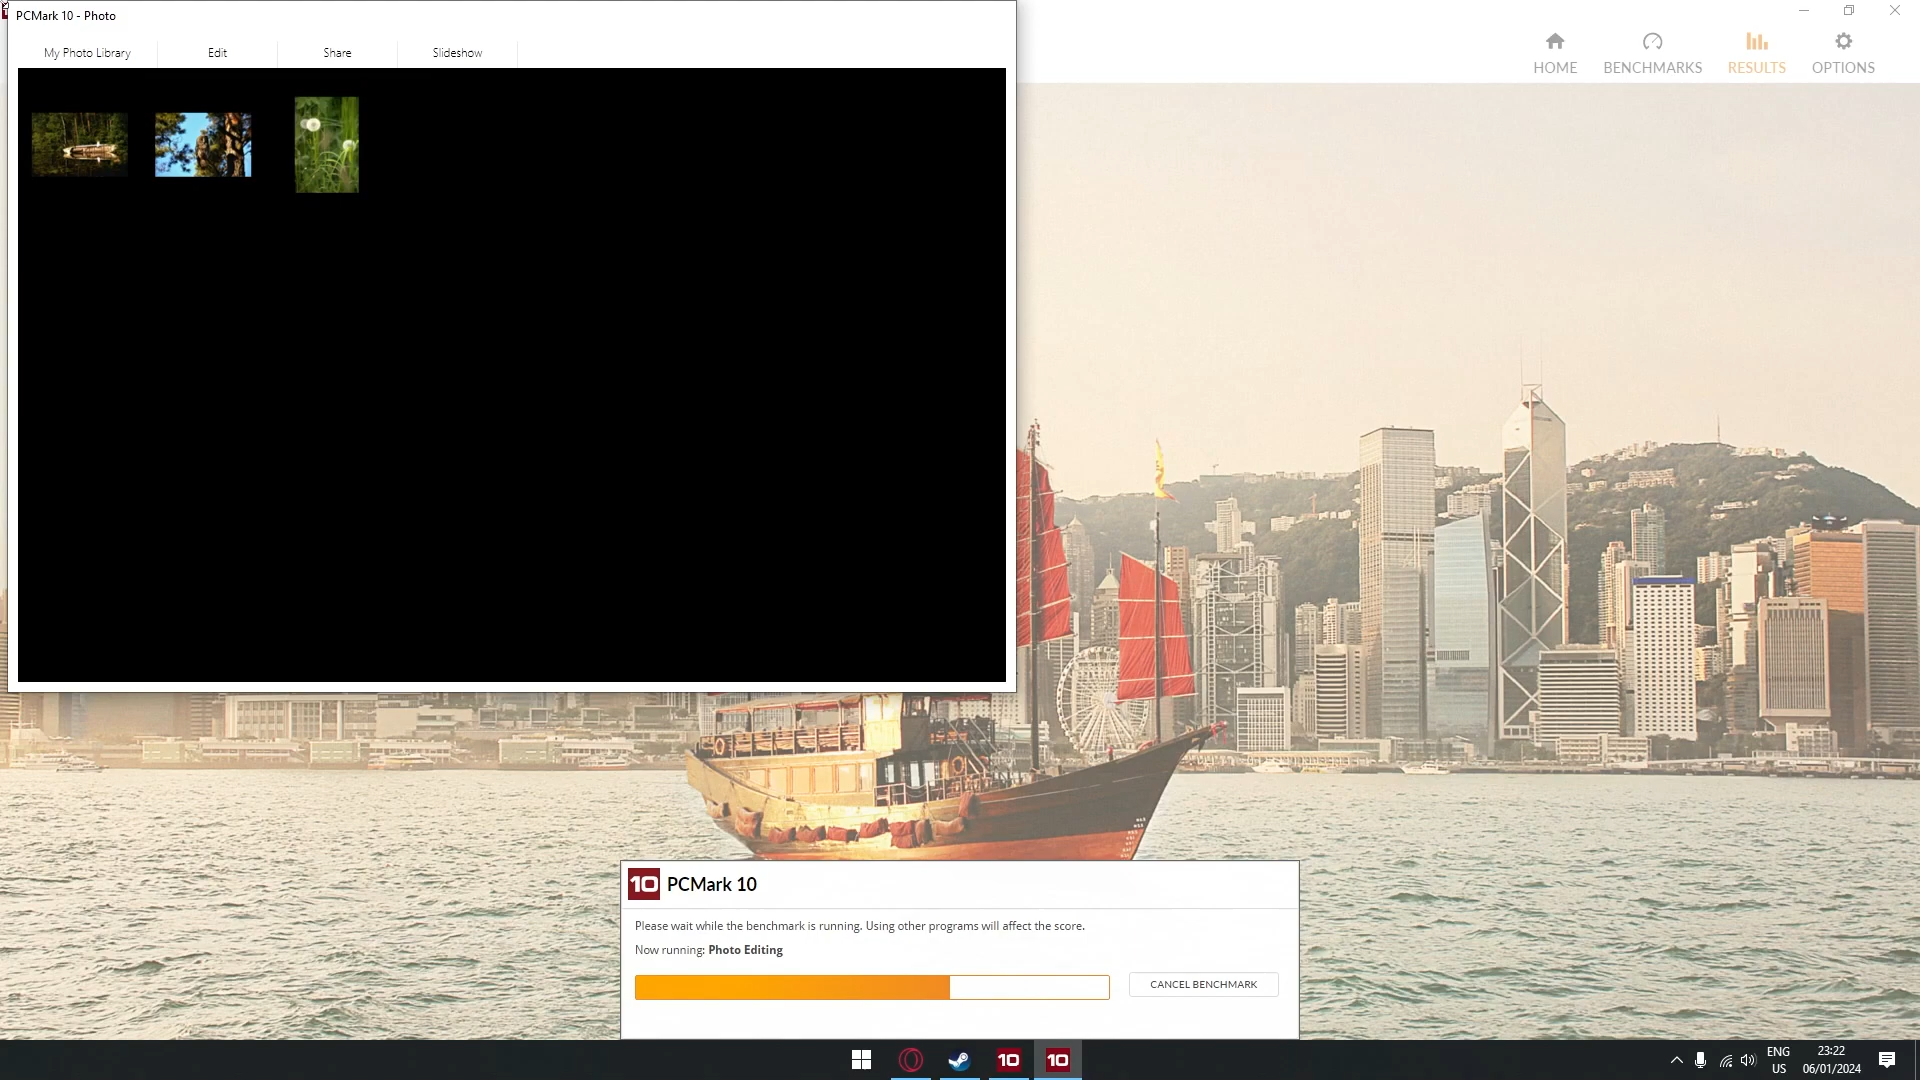 PCMark 10 - Photo
My Photo Library
Edit
Share
Slideshow
HOME
BENCHMARKS
RESULTS
OPTIONS
10 PCMark 10
Please wait while the benchmark is running. Using other programs will affect the score.
Now running: Photo Editing
CANCEL BENCHMARK
10
10
ENG
US
23:22
06/01/2024